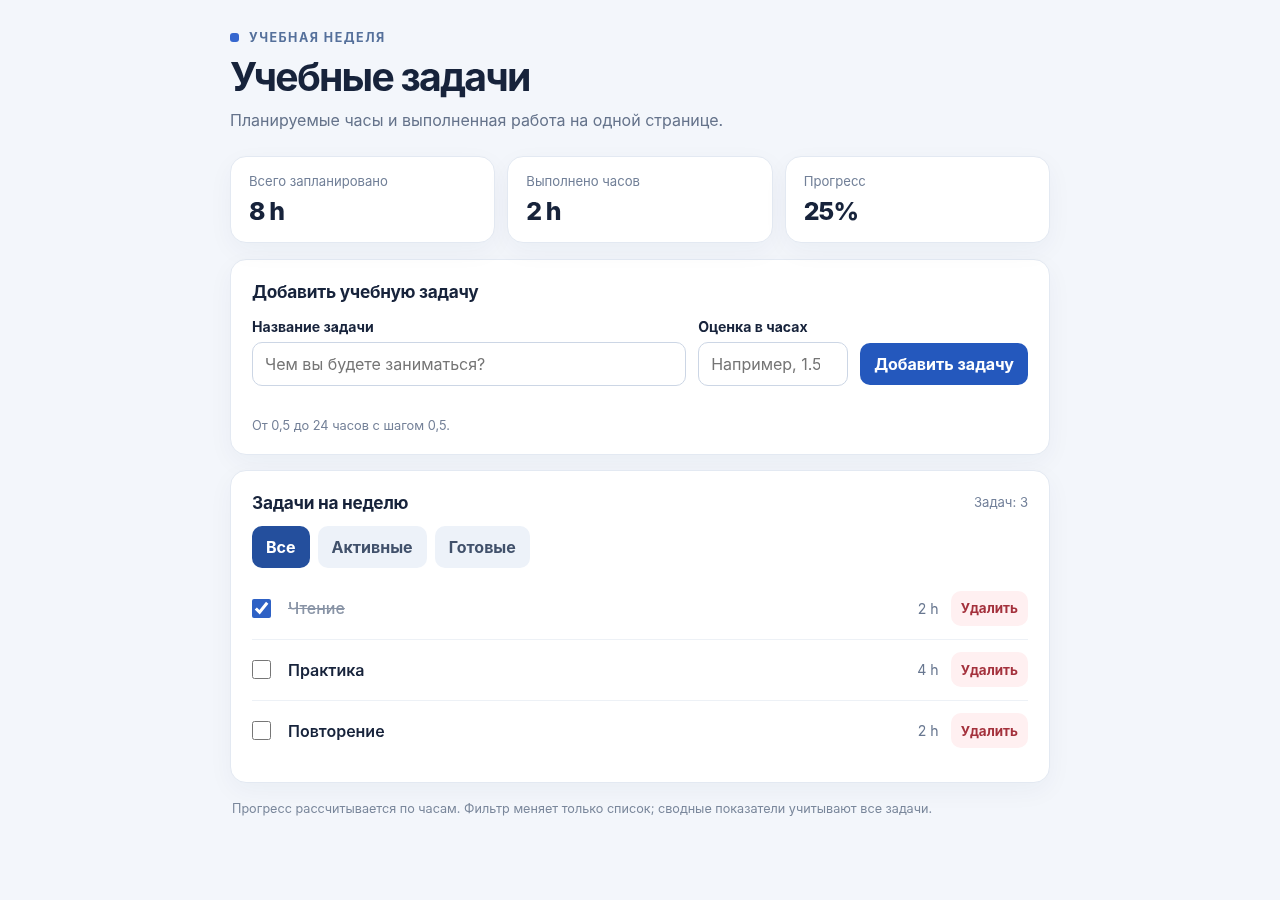 УЧЕБНАЯ НЕДЕЛЯ
Учебные задачи
Планируемые часы и выполненная работа на одной странице.
Всего запланировано
8 h
Выполнено часов
2 h
Прогресс
25%
Добавить учебную задачу
Название задачи
Чем вы будете заниматься?
Оценка в часах
Например, 1.5
Добавить задачу
От 0,5 до 24 часов с шагом 0,5.
Задачи на неделю
Задач: 3
Все
Активные
Готовые
Чтение
2 h
Удалить
Практика
4 h
Удалить
Повторение
2 h
Удалить
Прогресс рассчитывается по часам. Фильтр меняет только список; сводные показатели учитывают все задачи.